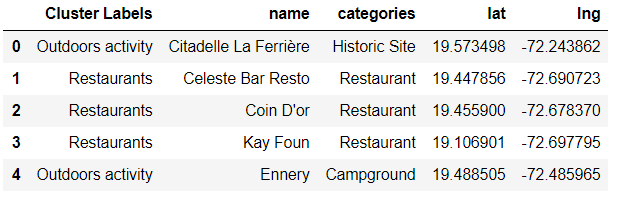 Cluster Labels name categories lat lng
0 Outdoors activity Citadelle La Ferrière Historic Site 19.573498 -72.243862
1 Restaurants Celeste Bar Resto Restaurant 19.447856 -72.690723
2 Restaurants Coin D'or Restaurant 19.455900 -72.678370
3 Restaurants Kay Foun Restaurant 19.106901 -72.697795
4 Outdoors activity Ennery Campground 19.488505 -72.485965